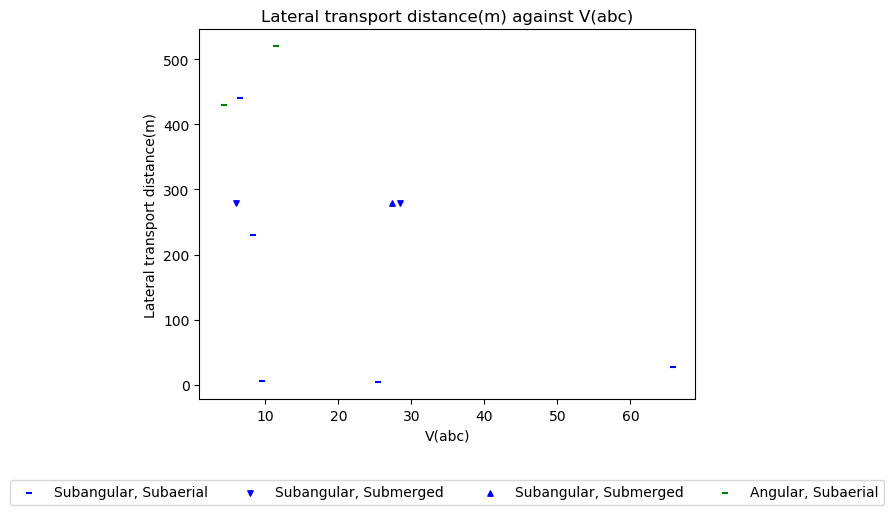 Lateral transport distance(m) against V(abc)
500
400
300
200
100
0
Lateral transport distance(m)
10 20 30 40 50 60
V(abc)
Subangular, Subaerial Subangular, Submerged Subangular, Submerged Angular, Subaerial